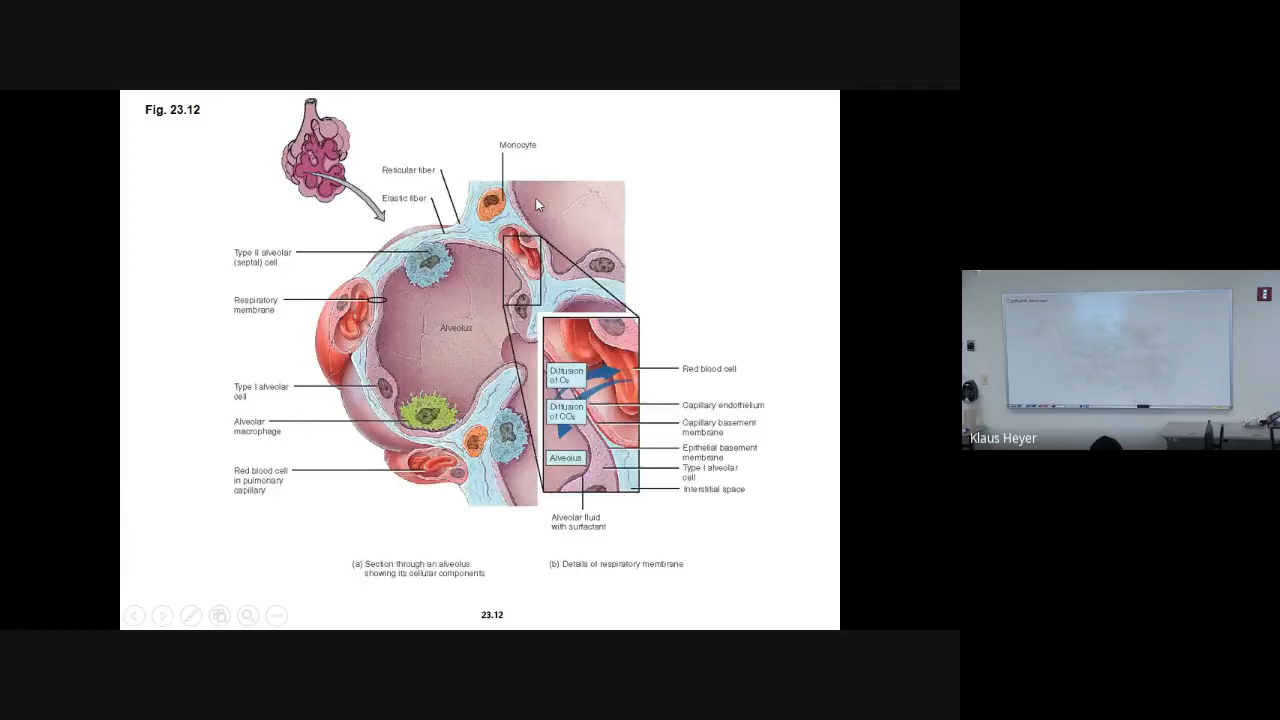 Fig. 23.12
Monocyte
Reticular fiber
Elastic fiber
Type II alveolar
(septal) cell
Respiratory
membrane
Alveolus
Type I alveolar
cell
Alveolar
macrophage
Red blood cell
in pulmonary
capillary
Diffusion
of O₂
Diffusion
of CO₂
Alveolus
Red blood cell
Capillary endothelium
Capillary basement
membrane
Epithelial basement
membrane
Type I alveolar
cell
Interstitial space
Alveolar fluid
with surfactant
(a) Section through an alveolus
showing its cellular components
(b) Details of respiratory membrane
23.12
Klaus Heyer